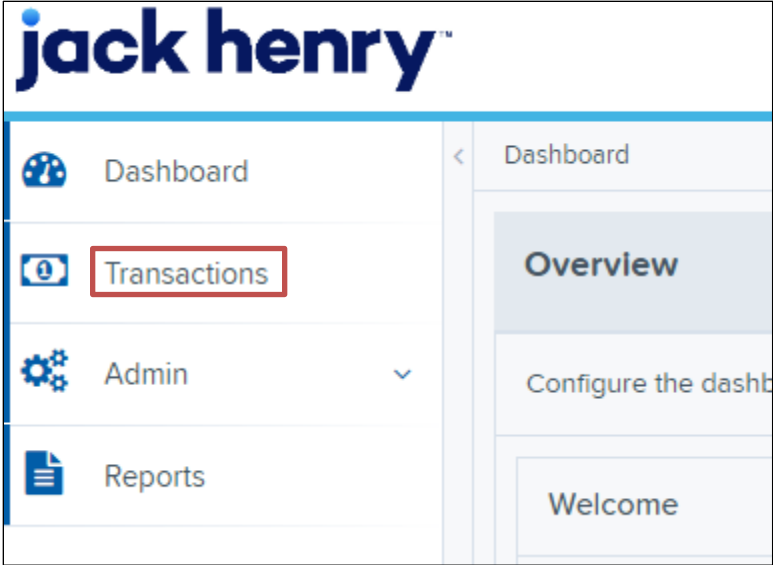 jack henry™
Dashboard
Transactions
Admin
Reports
Dashboard
Overview
Configure the dashb
Welcome